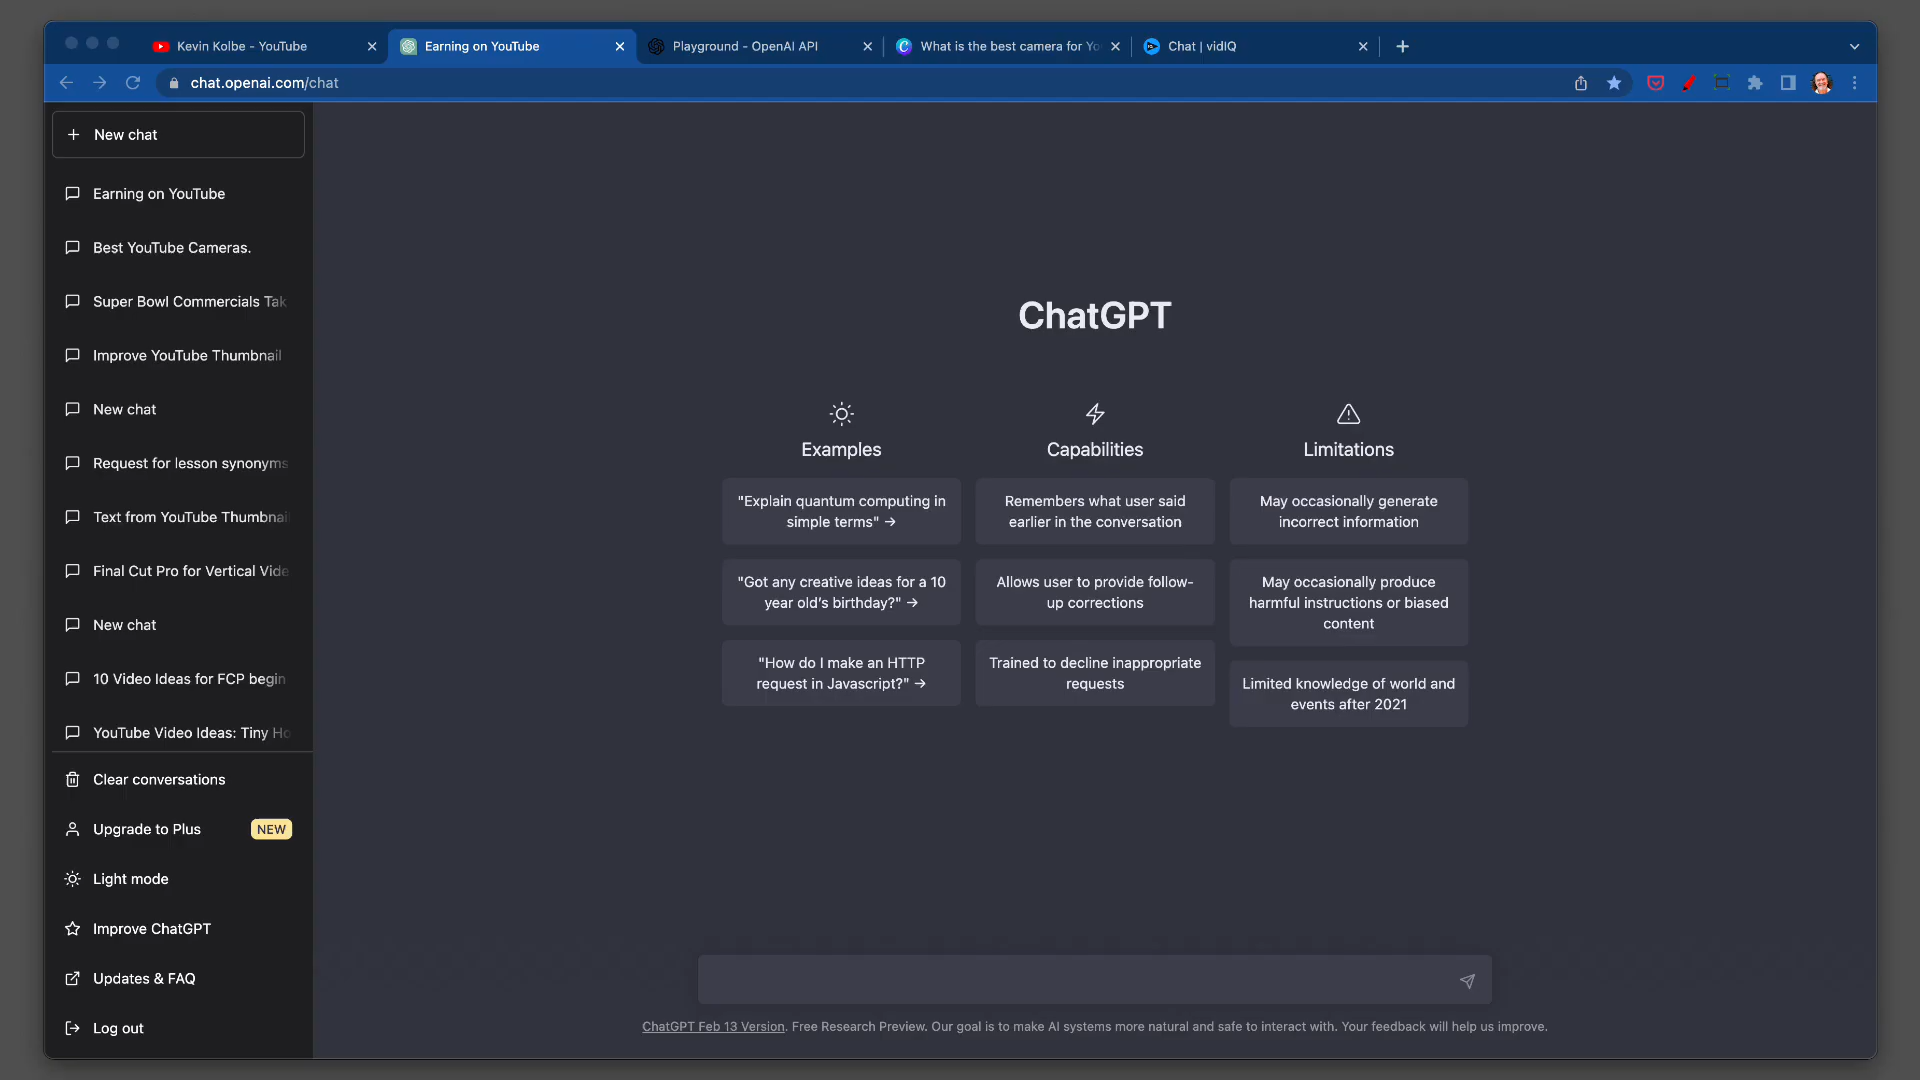 Kevin Kolbe - YouTube
Earning on YouTube
Playground - OpenAI API
What is the best camera for Yo
Chat | vidIQ
chat.openai.com/chat
New chat
Earning on YouTube
Best YouTube Cameras.
Super Bowl Commercials Tak
Improve YouTube Thumbnail
New chat
Request for lesson synonyms
Text from YouTube Thumbnai
Final Cut Pro for Vertical Vide
New chat
10 Video Ideas for FCP begin
YouTube Video Ideas: Tiny Ho
Clear conversations
Upgrade to Plus NEW
Light mode
Improve ChatGPT
Updates & FAQ
Log out
ChatGPT
Examples
"Explain quantum computing in
simple terms" →
"Got any creative ideas for a 10
year old's birthday?" →
"How do I make an HTTP
request in Javascript?" →
Capabilities
Remembers what user said
earlier in the conversation
Allows user to provide follow-
up corrections
Trained to decline inappropriate
requests
Limitations
May occasionally generate
incorrect information
May occasionally produce
harmful instructions or biased
content
Limited knowledge of world and
events after 2021
ChatGPT Feb 13 Version. Free Research Preview. Our goal is to make AI systems more natural and safe to interact with. Your feedback will help us improve.